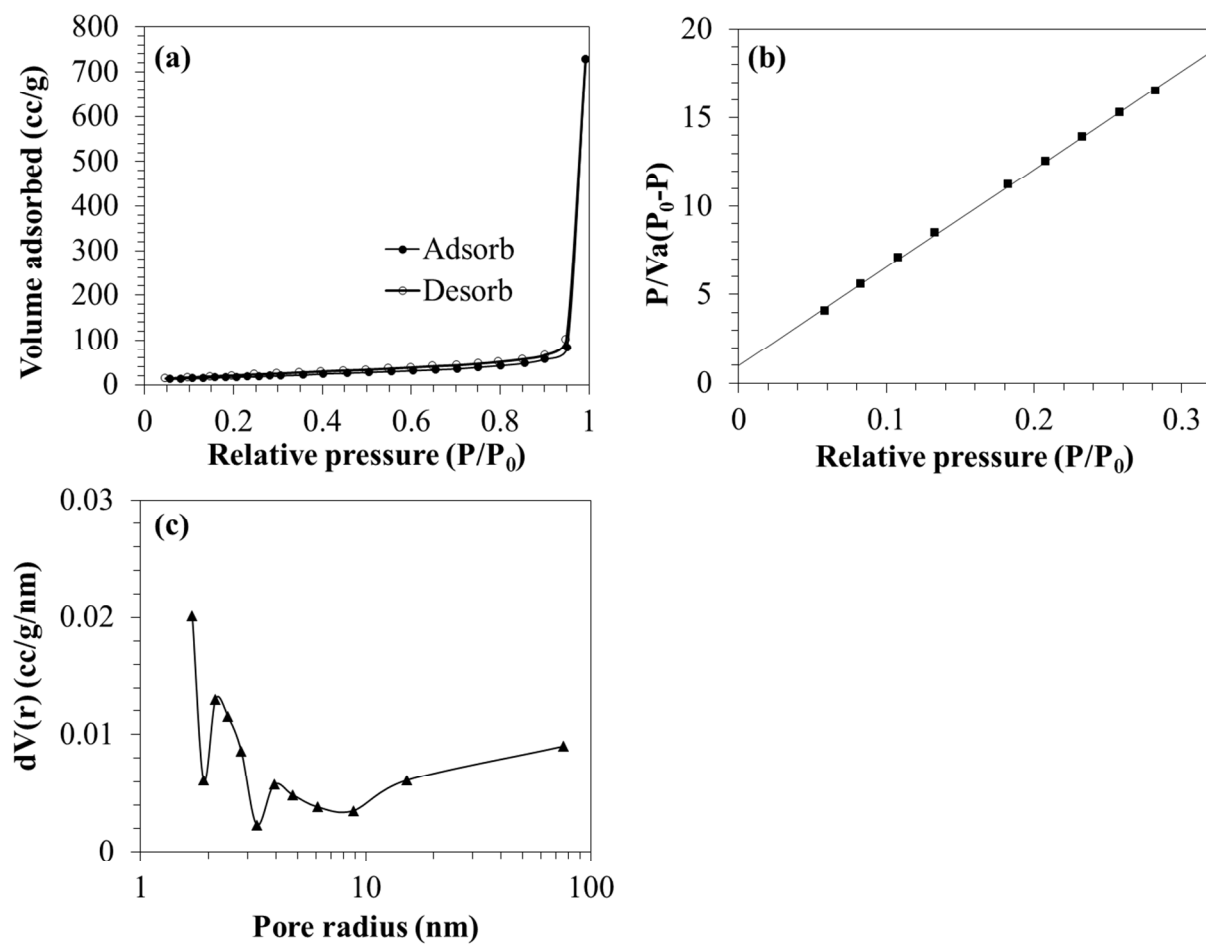 (a)
Volume adsorbed (cc/g)
800
700
600
500
400
300
200
100
0
Adsorb
Desorb
0 0.2 0.4 0.6 0.8 1
Relative pressure (P/P₀)
(b)
P/Va(P₀-P)
20
15
10
5
0
0 0.1 0.2 0.3
Relative pressure (P/P₀)
(c)
dV(r) (cc/g/nm)
0.03
0.02
0.01
0
1 10 100
Pore radius (nm)